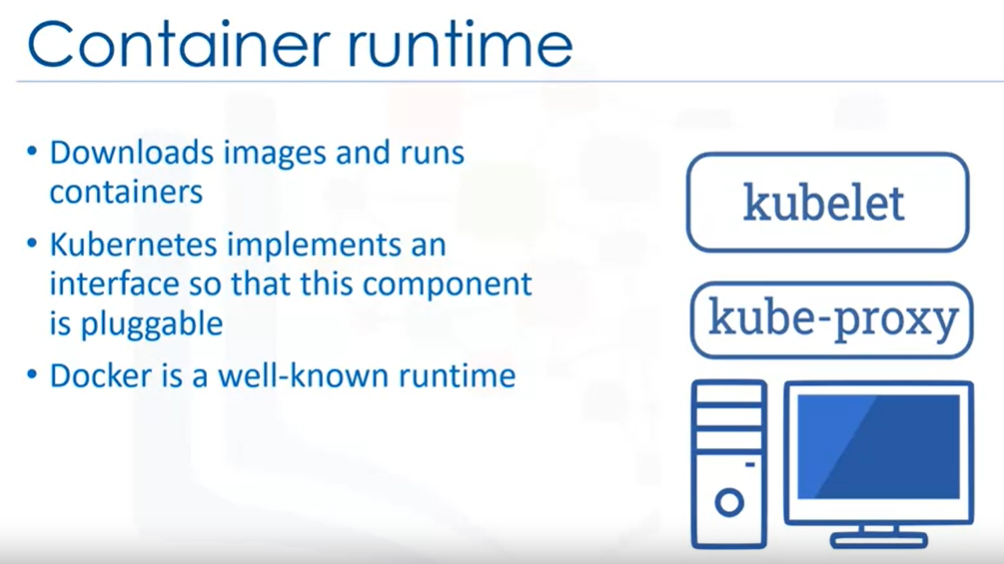 Container runtime
• Downloads images and runs
containers
• Kubernetes implements an
interface so that this component
is pluggable
• Docker is a well-known runtime
kubelet
kube-proxy